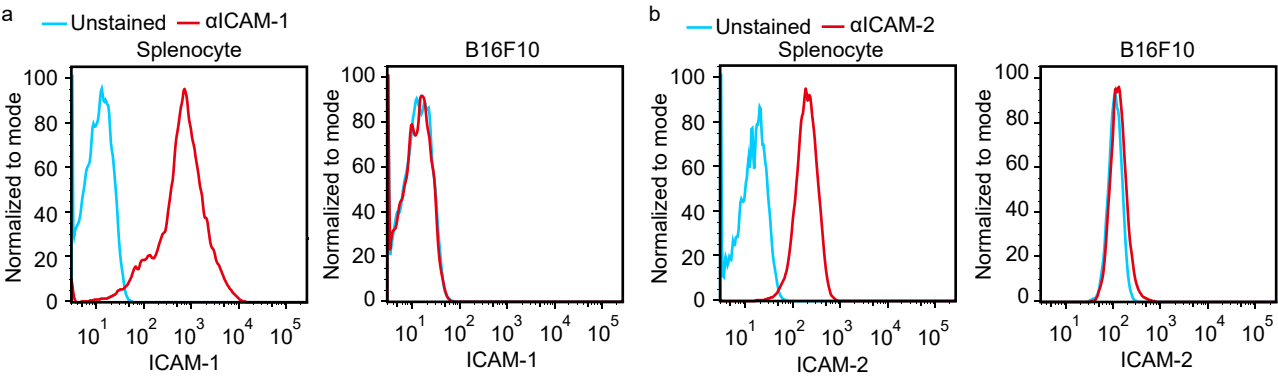 a
Unstained αICAM-1
Splenocyte
Normalized to mode
100
80
60
40
20
0
10¹ 10² 10³ 10⁴ 10⁵
ICAM-1
B16F10
Normalized to mode
100
80
60
40
20
0
10¹ 10² 10³ 10⁴ 10⁵
ICAM-1
b
Unstained αICAM-2
Splenocyte
Normalized to mode
100
80
60
40
20
0
10¹ 10² 10³ 10⁴ 10⁵
ICAM-2
B16F10
Normalized to mode
100
80
60
40
20
0
10¹ 10² 10³ 10⁴ 10⁵
ICAM-2